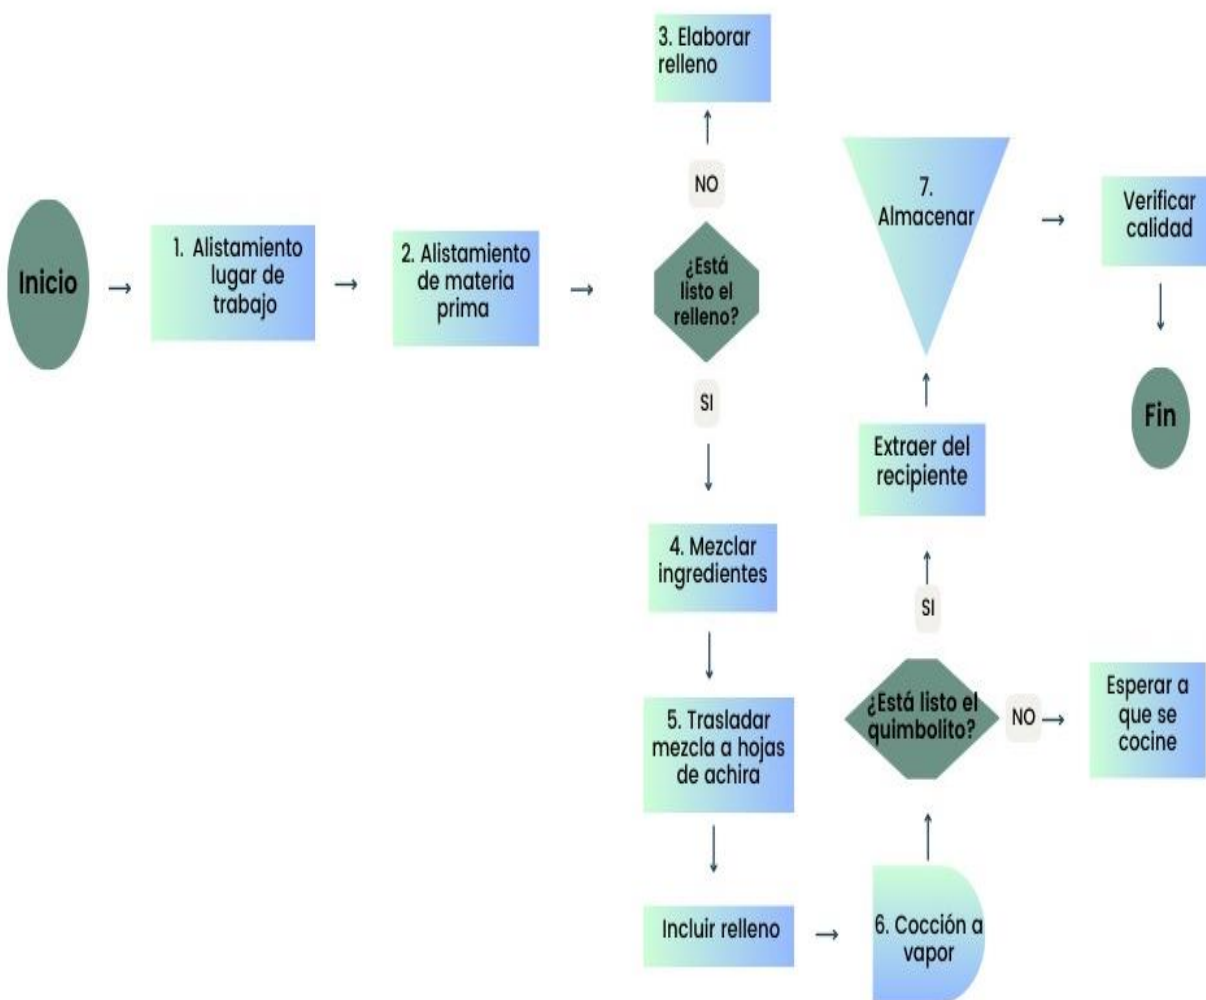 Inicio
1. Alistamiento
lugar de
trabajo
2. Alistamiento
de materia
prima
3. Elaborar
relleno
NO
¿Está
listo el
relleno?
SI
4. Mezclar
ingredientes
5. Trasladar
mezcla a hojas
de achira
Incluir relleno
6. Cocción a
vapor
¿Está listo el
quimbolito?
NO
Esperar a
que se
cocine
SI
Extraer del
recipiente
7.
Almacenar
Verificar
calidad
Fin